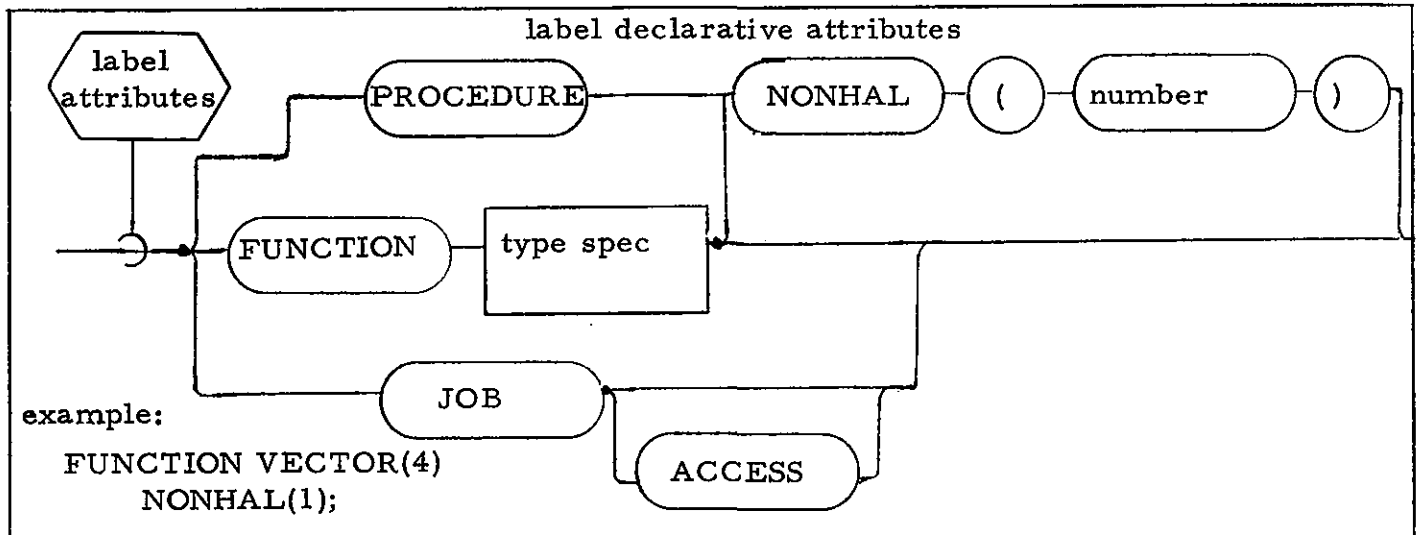 label declarative attributes
label
attributes
PROCEDURE
NONHAL
(
number
)
FUNCTION
type spec
JOB
ACCESS
example:
FUNCTION VECTOR(4)
NONHAL(1);